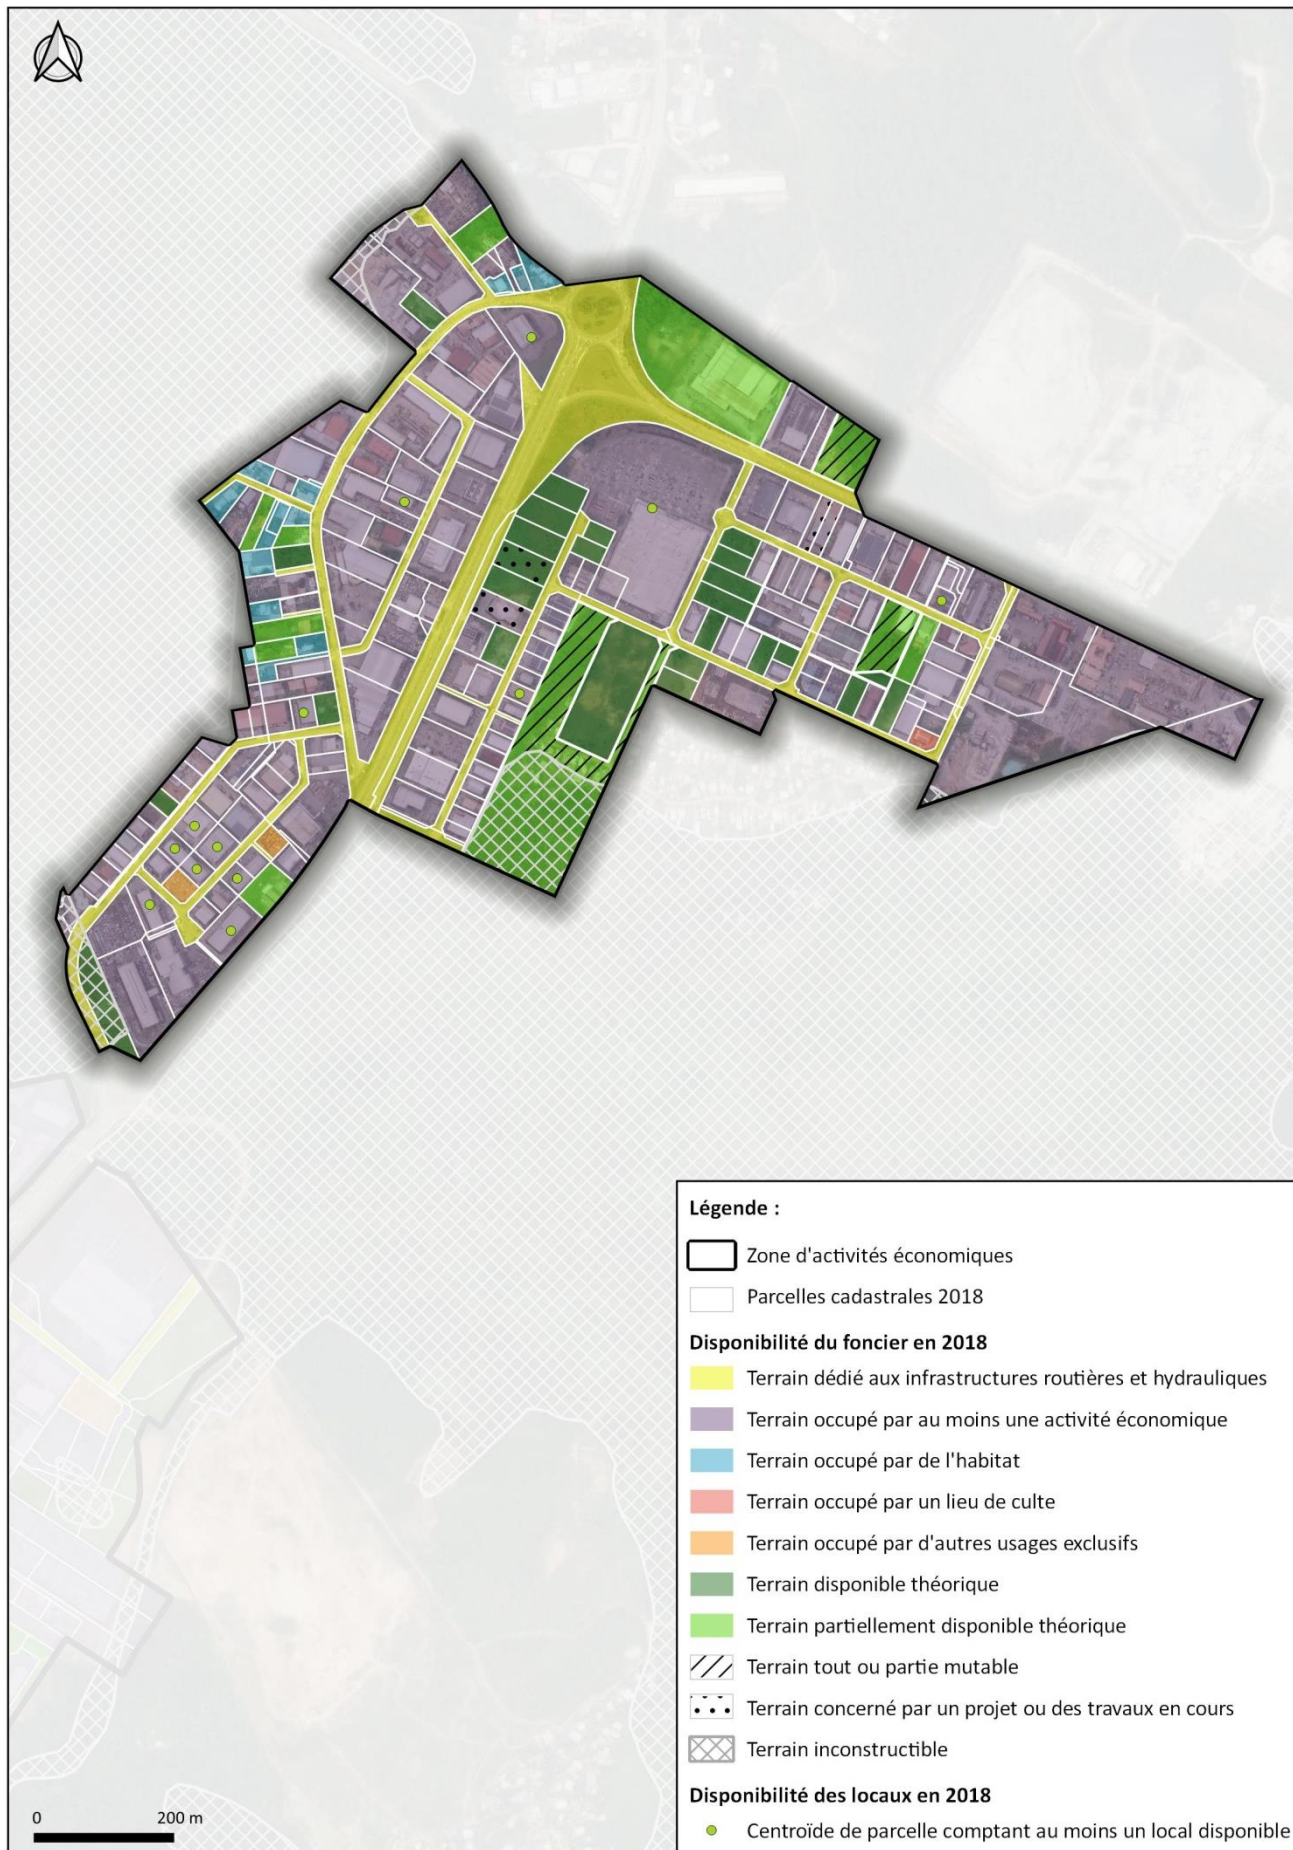 Légende :
Zone d'activités économiques
Parcelles cadastrales 2018
Disponibilité du foncier en 2018
Terrain dédié aux infrastructures routières et hydrauliques
Terrain occupé par au moins une activité économique
Terrain occupé par de l'habitat
Terrain occupé par un lieu de culte
Terrain occupé par d'autres usages exclusifs
Terrain disponible théorique
Terrain partiellement disponible théorique
Terrain tout ou partie mutable
Terrain concerné par un projet ou des travaux en cours
Terrain inconstructible
Disponibilité des locaux en 2018
Centroïde de parcelle comptant au moins un local disponible
0 200 m